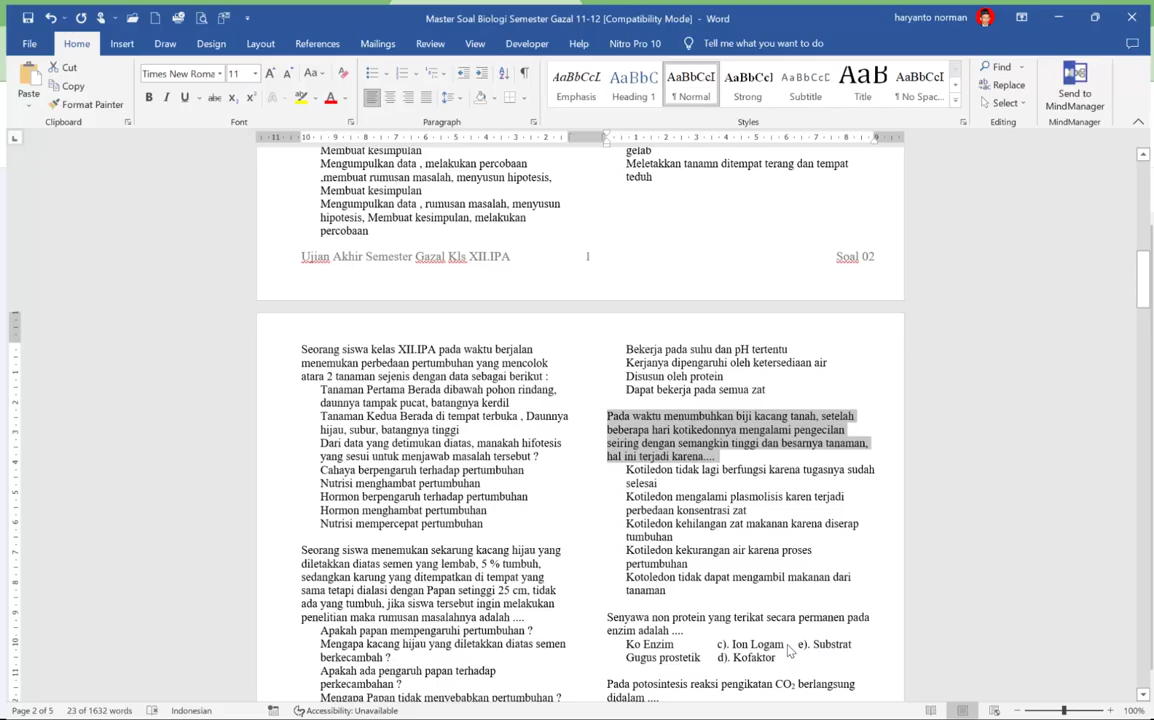 Master Soal Biologi Semester Gazal 11-12 [Compatibility Mode] - Word
haryanto norman
File Home Insert Draw Design Layout References Mailings Review View Developer Help Nitro Pro 10 Tell me what you want to do
Paste
Cut
Copy
Format Painter
Clipboard
Times New Roma 11
Font
Paragraph
AaBbCcL Emphasis
AaBbC Heading 1
AaBbCcI ¶ Normal
AaBbCcI Strong
AaBbCcD Subtitle
AaB Title
AaBbCcI ¶ No Spac...
Styles
Find
Replace
Select
Editing
Send to MindManager
MindManager
Membuat kesimpulan
Mengumpulkan data , melakukan percobaan
,membuat rumusan masalah, menyusun hipotesis,
Membuat kesimpulan
Mengumpulkan data , rumusan masalah, menyusun
hipotesis, Membuat kesimpulan, melakukan
percobaan
gelab
Meletakkan tanamn ditempat terang dan tempat
teduh
Ujian Akhir Semester Gazal Kls XII.IPA 1 Soal 02
Seorang siswa kelas XII.IPA pada waktu berjalan
menemukan perbedaan pertumbuhan yang mencolok
atara 2 tanaman sejenis dengan data sebagai berikut :
Tanaman Pertama Berada dibawah pohon rindang,
daunnya tampak pucat, batangnya kerdil
Tanaman Kedua Berada di tempat terbuka , Daunnya
hijau, subur, batangnya tinggi
Dari data yang detimukan diatas, manakah hifotesis
yang sesui untuk menjawab masalah tersebut ?
Cahaya berpengaruh terhadap pertumbuhan
Nutrisi menghambat pertumbuhan
Hormon berpengaruh terhadap pertumbuhan
Hormon menghambat pertumbuhan
Nutrisi mempercepat pertumbuhan
Seorang siswa menemukan sekarung kacang hijau yang
diletakkan diatas semen yang lembab, 5 % tumbuh,
sedangkan karung yang ditempatkan di tempat yang
sama tetapi dialasi dengan Papan setinggi 25 cm, tidak
ada yang tumbuh, jika siswa tersebut ingin melakukan
penelitian maka rumusan masalahnya adalah ....
Apakah papan mempengaruhi pertumbuhan ?
Mengapa kacang hijau yang diletakkan diatas semen
berkecambah ?
Apakah ada pengaruh papan terhadap
perkecambahan ?
Mengapa Papan tidak menyebabkan pertumbuhan ?
Bekerja pada suhu dan pH tertentu
Kerjanya dipengaruhi oleh ketersediaan air
Disusun oleh protein
Dapat bekerja pada semua zat
Pada waktu menumbuhkan biji kacang tanah, setelah
beberapa hari kotikedonnya mengalami pengecilan
seiring dengan semangkin tinggi dan besarnya tanaman,
hal ini terjadi karena....
Kotiledon tidak lagi berfungsi karena tugasnya sudah
selesai
Kotiledon mengalami plasmolisis karen terjadi
perbedaan konsentrasi zat
Kotiledon kehilangan zat makanan karena diserap
tumbuhan
Kotiledon kekurangan air karena proses
pertumbuhan
Kotoledon tidak dapat mengambil makanan dari
tanaman
Senyawa non protein yang terikat secara permanen pada
enzim adalah ....
Ko Enzim c). Ion Logam e). Substrat
Gugus prostetik d). Kofaktor
Pada potosintesis reaksi pengikatan CO₂ berlangsung
didalam ....
Page 2 of 5 23 of 1632 words Indonesian Accessibility: Unavailable 100%